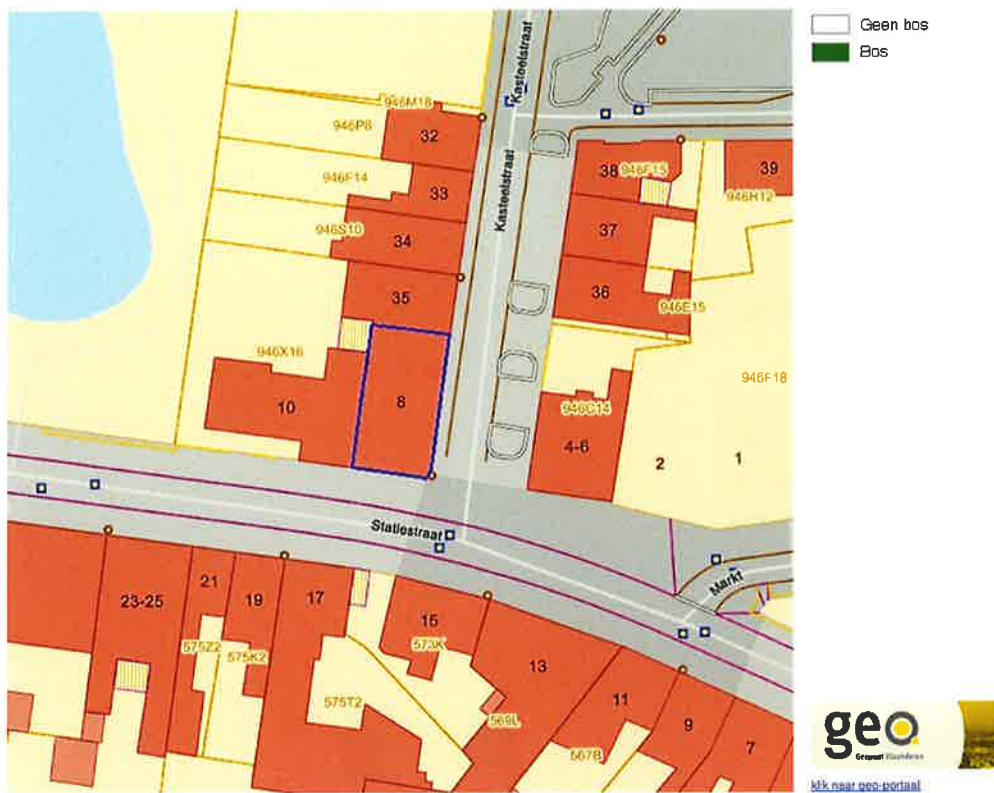 Geen bos
Bos
Kasteelstraat
946M18
32
946P8
38
946F15
39
946F14
33
946H12
Kasteelstraat
946S10
34
37
35
36
946E15
946X16
946F18
8
10
946C14
4-6
2
1
Statiestraat
Markt
23-25
21
19
17
15
575Z2
575K2
573K
13
575T2
11
569L
9
567B
7
geo
Geopunt Vlaanderen
klik naar geo-portaal